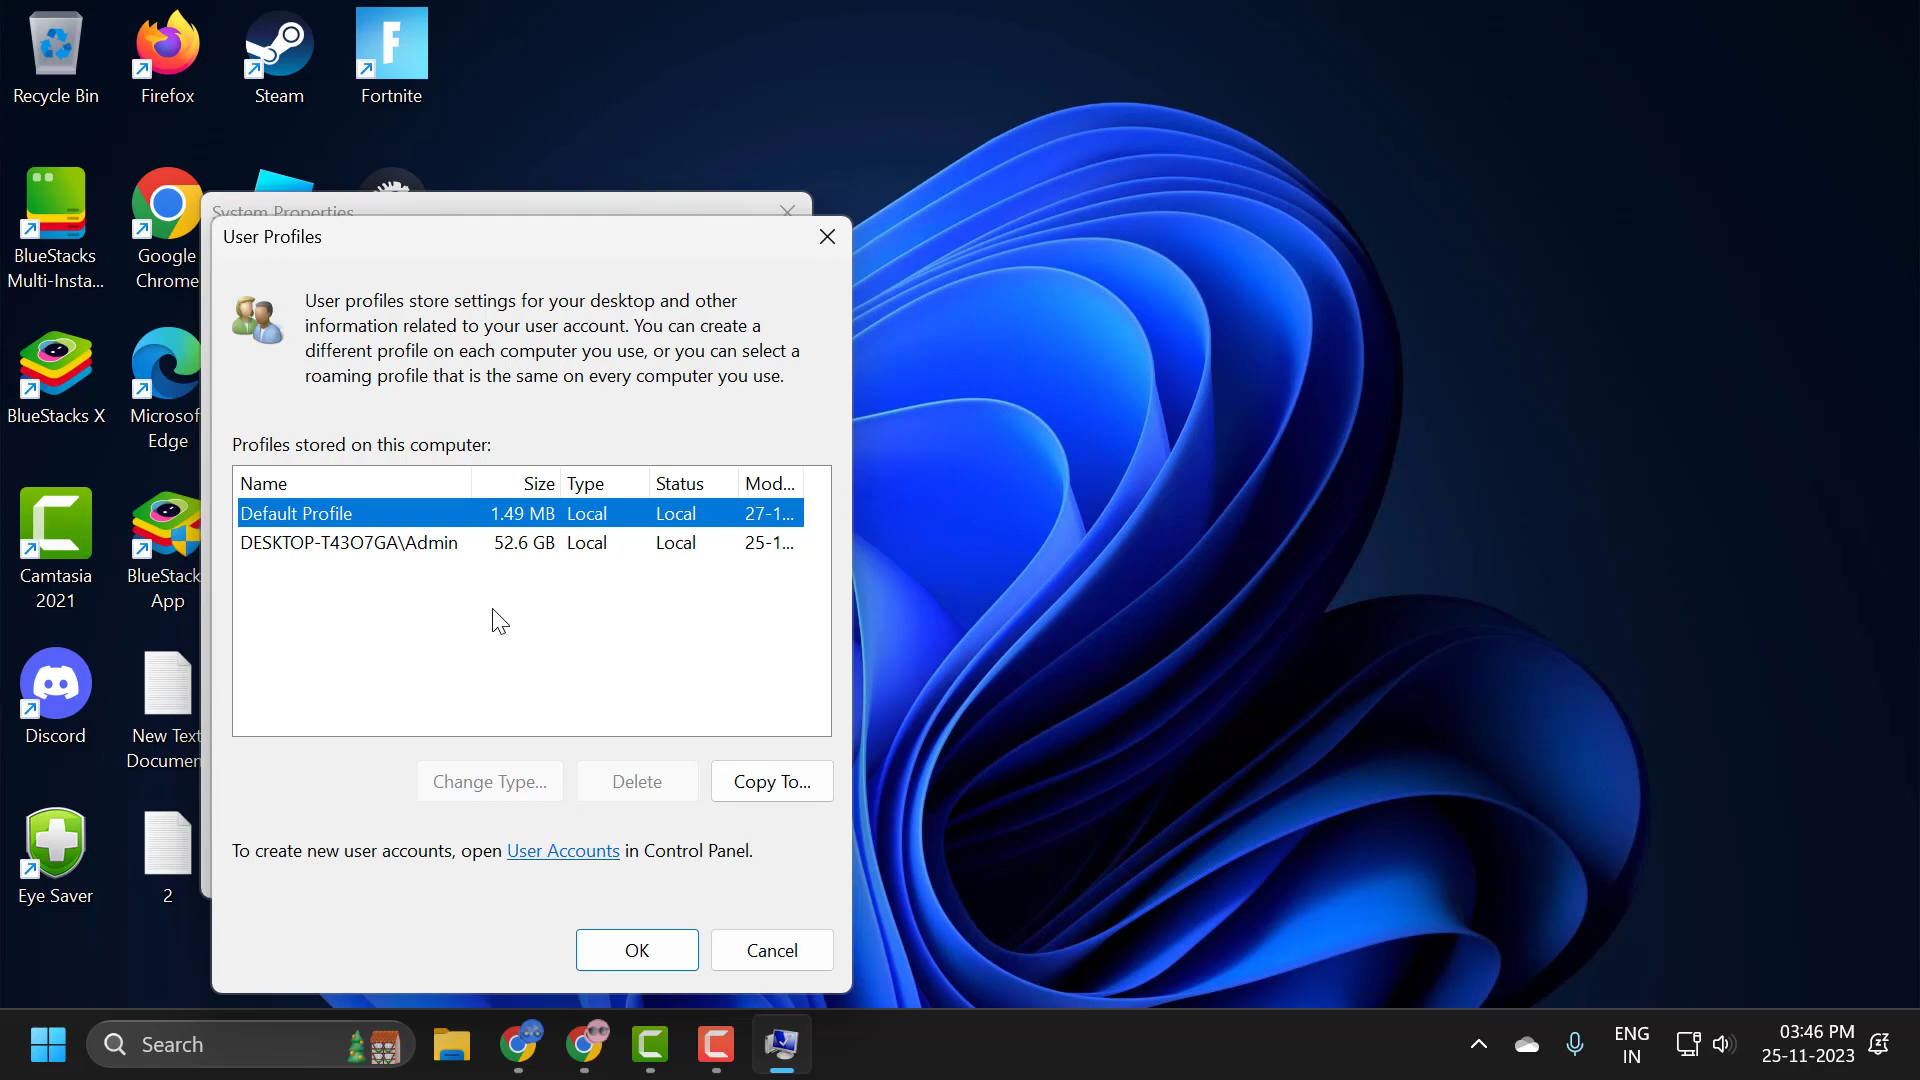 Recycle Bin
Firefox
Steam
Fortnite
BlueStacks
Multi-Insta...
Google
Chrome
BlueStacks X
Microsof
Edge
Camtasia
2021
BlueStack
App
Discord
New Text
Documen
Eye Saver
2
System Properties
User Profiles
User profiles store settings for your desktop and other
information related to your user account. You can create a
different profile on each computer you use, or you can select a
roaming profile that is the same on every computer you use.
Profiles stored on this computer:
Name Size Type Status Mod...
Default Profile 1.49 MB Local Local 27-1...
DESKTOP-T43O7GA\Admin 52.6 GB Local Local 25-1...
Change Type... Delete Copy To...
To create new user accounts, open User Accounts in Control Panel.
OK Cancel
Search
ENG
IN
03:46 PM
25-11-2023